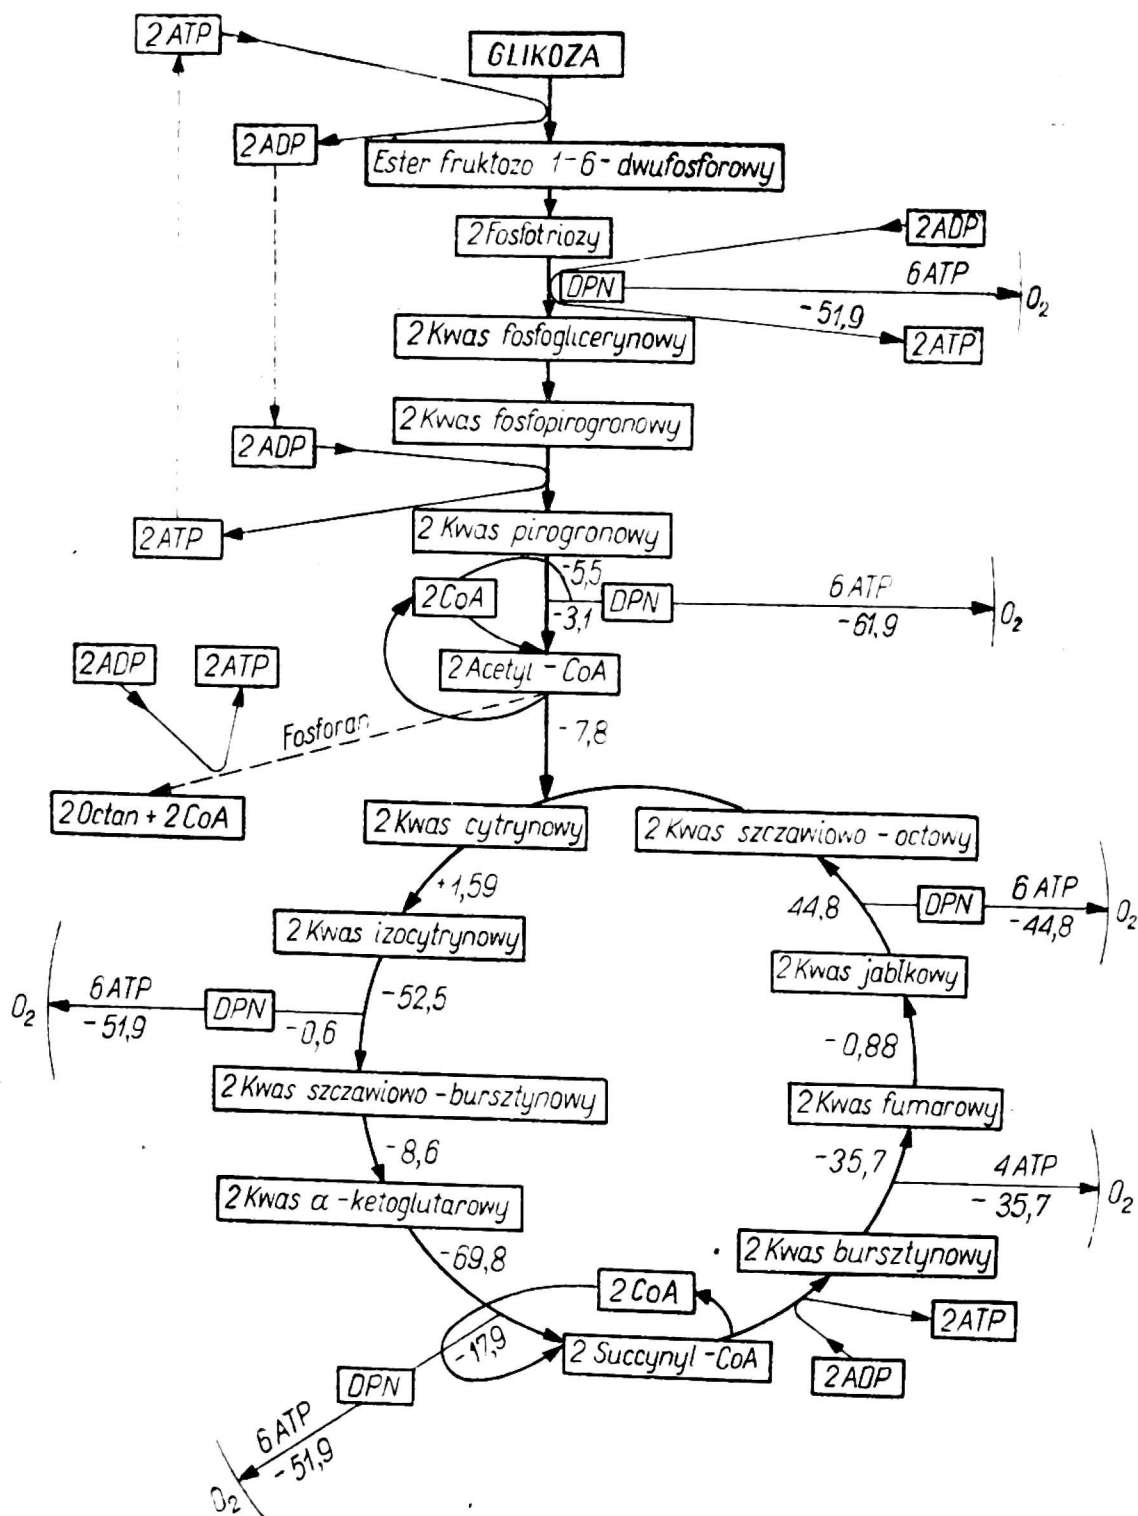 2 ATP
GLIKOZA
2 ADP
Ester fruktozo 1-6-dwufosforowy
2 Fosfotriozy
2 ADP
DPN
6 ATP
O2
-51,9
2 Kwas fosfoglicerynowy
2 ATP
2 Kwas fosfopirogronowy
2 ADP
2 ATP
2 Kwas pirogronowy
-5,5
2 CoA
DPN
6 ATP
-3,1
-61,9
O2
2 ADP
2 ATP
2 Acetyl-CoA
Fosforan
-7,8
2 Octan + 2 CoA
2 Kwas cytrynowy
2 Kwas szczawiowo-octowy
+1,59
44,8
DPN
6 ATP
-44,8
O2
2 Kwas izocytrynowy
2 Kwas jabłkowy
O2
6 ATP
-51,9
DPN
-0,6
-52,5
-0,88
2 Kwas szczawiowo-bursztynowy
2 Kwas fumarowy
-8,6
-35,7
4 ATP
-35,7
O2
2 Kwas α-ketoglutarowy
2 Kwas bursztynowy
-69,8
2 CoA
2 ATP
-17,9
2 Succynyl-CoA
2 ADP
DPN
6 ATP
-51,9
O2